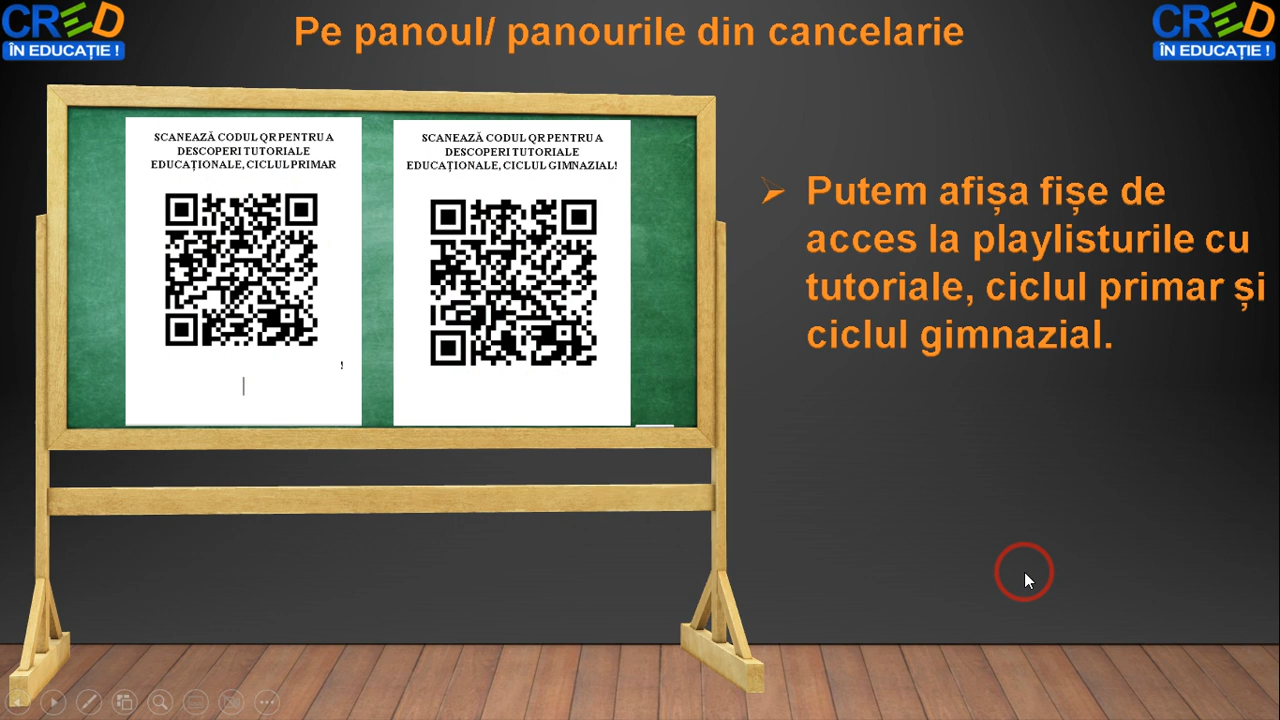 CRED
ÎN EDUCAȚIE !
Pe panoul/ panourile din cancelarie
CRED
ÎN EDUCAȚIE !
SCANEAZĂ CODUL QR PENTRU A
DESCOPERI TUTORIALE
EDUCAȚIONALE, CICLUL PRIMAR
!
SCANEAZĂ CODUL QR PENTRU A
DESCOPERI TUTORIALE
EDUCAȚIONALE, CICLUL GIMNAZIAL!
Putem afișa fișe de
acces la playlisturile cu
tutoriale, ciclul primar și
ciclul gimnazial.